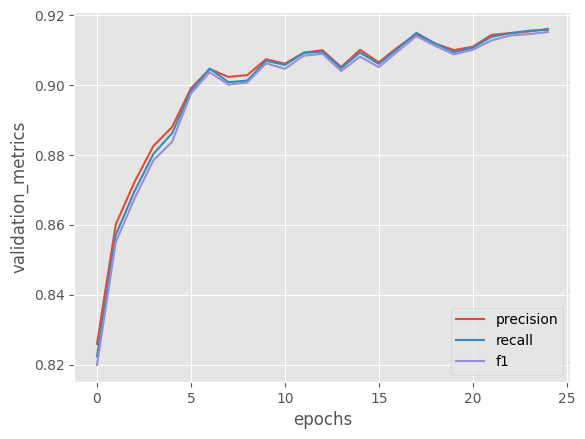 0.92
0.90
0.88
0.86
0.84
0.82
validation_metrics
0 5 10 15 20 25
epochs
precision
recall
f1